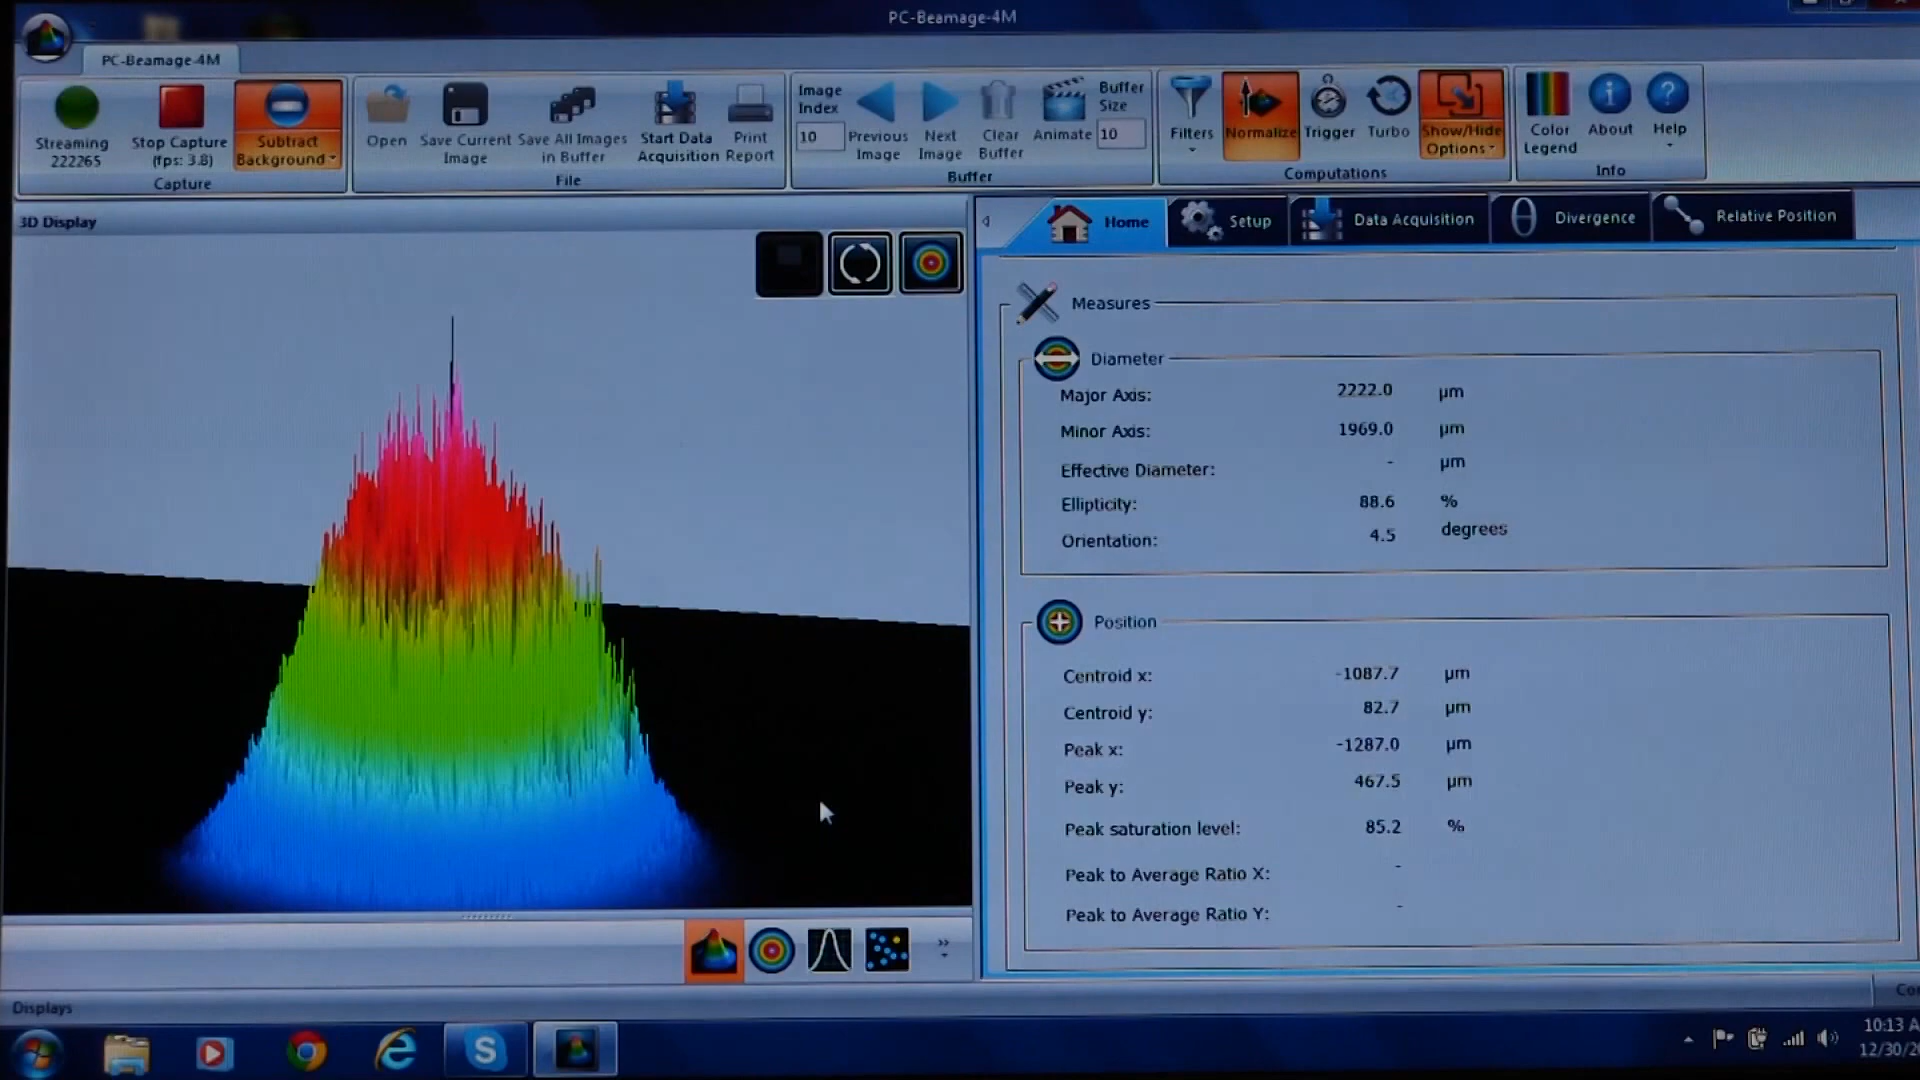 PC-Beamage-4M
PC-Beamage-4M
Streaming
222265
Stop Capture
(fps: 3.8)
Subtract
Background
Capture
Open
Save Current
Image
Save All Images
in Buffer
Start Data
Acquisition
Print
Report
File
Image
Index
10
Previous
Image
Next
Image
Clear
Buffer
Animate
Buffer
Size
10
Buffer
Filters
Normalize
Trigger
Turbo
Show/Hide
Options
Computations
Color
Legend
About
Help
Info
3D Display
Home
Setup
Data Acquisition
Divergence
Relative Position
Measures
Diameter
Major Axis: 2222.0 µm
Minor Axis: 1969.0 µm
Effective Diameter: - µm
Ellipticity: 88.6 %
Orientation: 4.5 degrees
Position
Centroid x: -1087.7 µm
Centroid y: 82.7 µm
Peak x: -1287.0 µm
Peak y: 467.5 µm
Peak saturation level: 85.2 %
Peak to Average Ratio X: -
Peak to Average Ratio Y: -
Displays
10:13 A
12/30/2